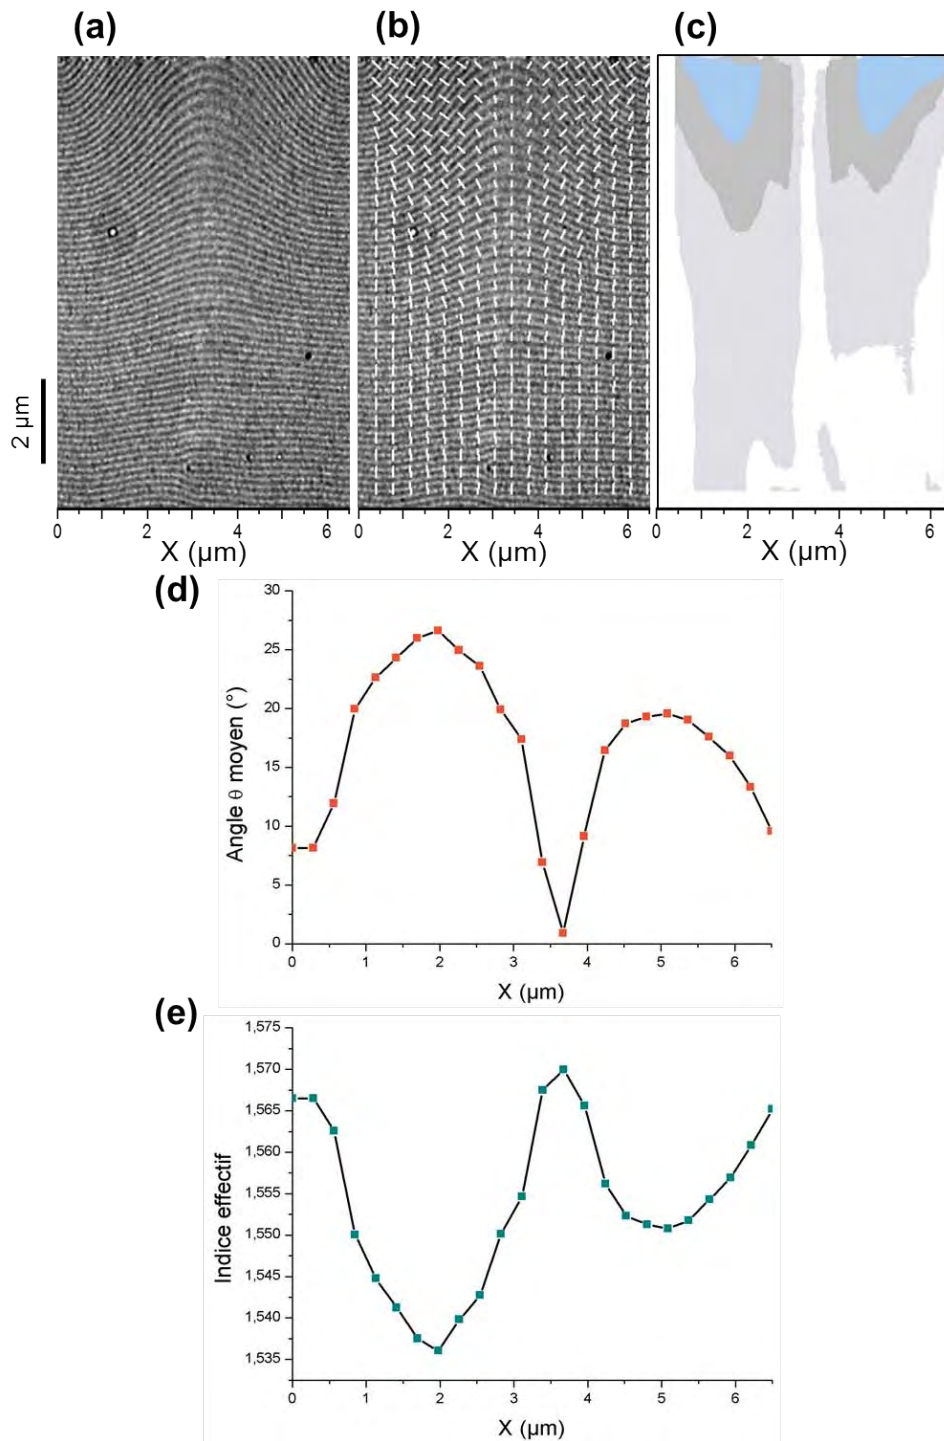 (a) (b) (c)
2 µm
0 2 4 6 0 2 4 6 0 2 4 6
X (µm) X (µm) X (µm)
(d)
30
25
20
15
10
5
0
Angle θ moyen (°)
0 1 2 3 4 5 6
X (µm)
(e)
1,575
1,570
1,565
1,560
1,555
1,550
1,545
1,540
1,535
Indice effectif
0 1 2 3 4 5 6
X (µm)